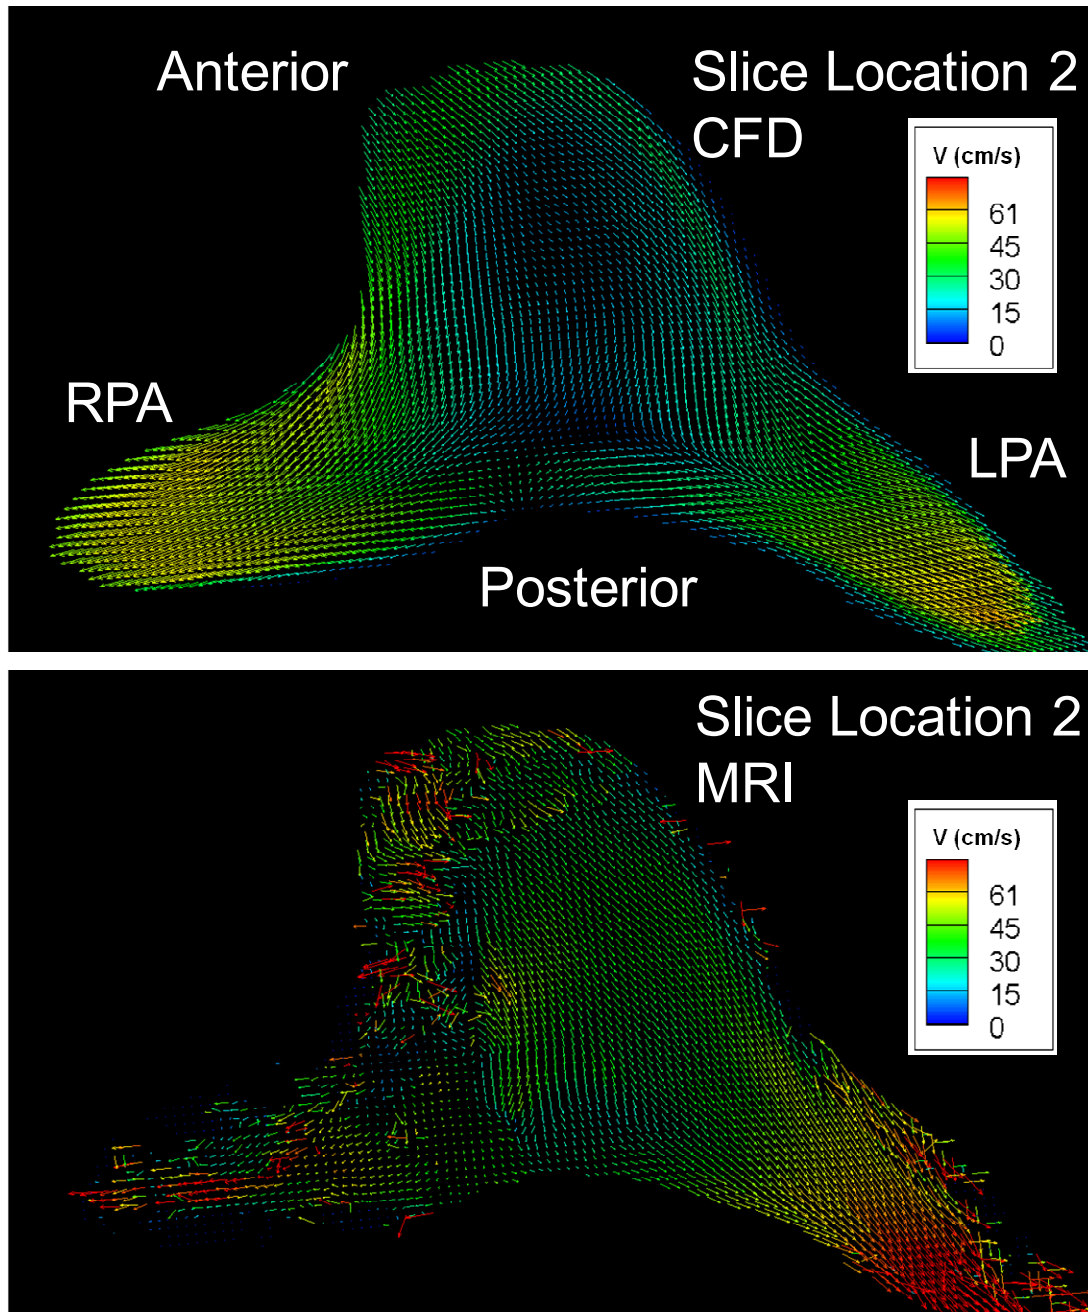 Anterior
Slice Location 2
CFD
V (cm/s)
61
45
30
15
0
RPA
LPA
Posterior
Slice Location 2
MRI
V (cm/s)
61
45
30
15
0